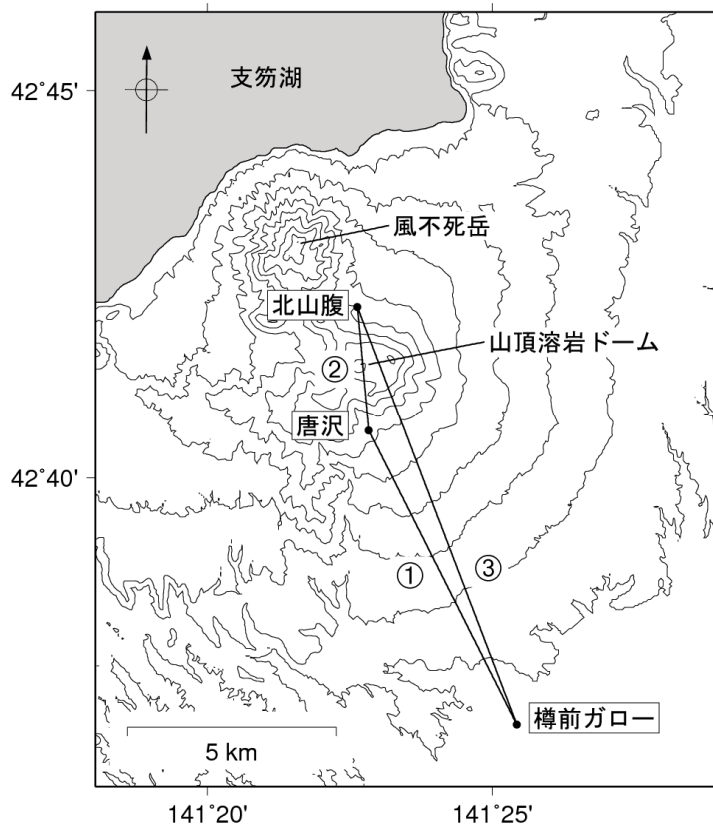 支笏湖
42˚45'
風不死岳
北山腹
山頂溶岩ドーム
②
唐沢
42˚40'
①
③
樽前ガロー
5 km
141˚20'
141˚25'